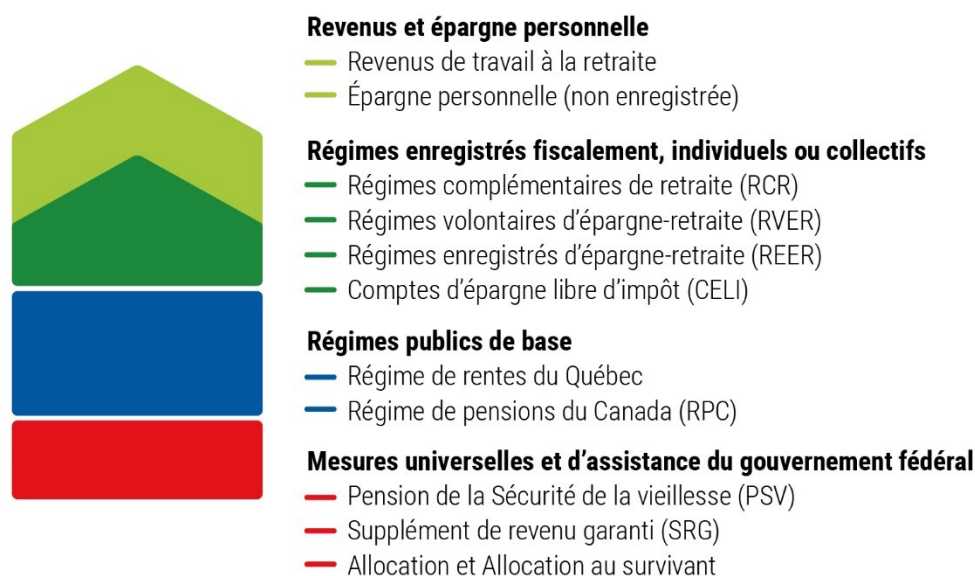 Revenus et épargne personnelle
Revenus de travail à la retraite
Épargne personnelle (non enregistrée)
Régimes enregistrés fiscalement, individuels ou collectifs
Régimes complémentaires de retraite (RCR)
Régimes volontaires d’épargne-retraite (RVER)
Régimes enregistrés d’épargne-retraite (REER)
Comptes d’épargne libre d’impôt (CELI)
Régimes publics de base
Régime de rentes du Québec
Régime de pensions du Canada (RPC)
Mesures universelles et d’assistance du gouvernement fédéral
Pension de la Sécurité de la vieillesse (PSV)
Supplément de revenu garanti (SRG)
Allocation et Allocation au survivant